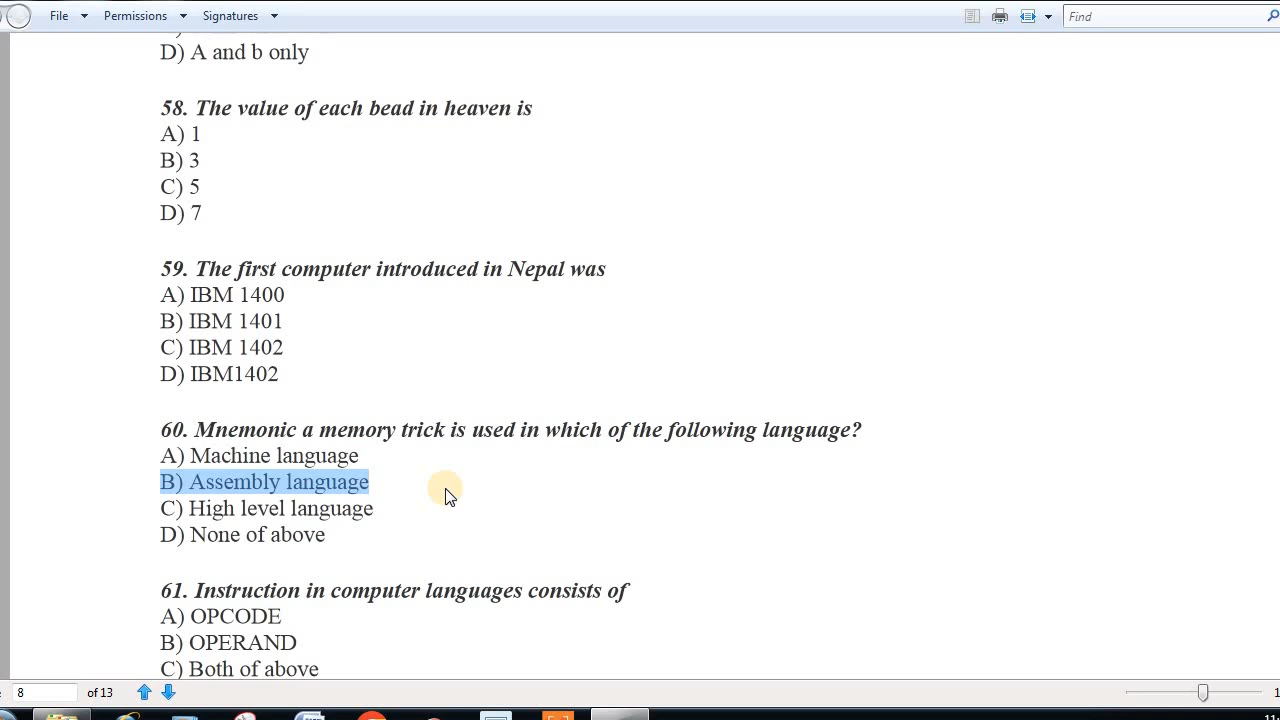 File Permissions Signatures Find
D) A and b only
58. The value of each bead in heaven is
A) 1
B) 3
C) 5
D) 7
59. The first computer introduced in Nepal was
A) IBM 1400
B) IBM 1401
C) IBM 1402
D) IBM1402
60. Mnemonic a memory trick is used in which of the following language?
A) Machine language
B) Assembly language
C) High level language
D) None of above
61. Instruction in computer languages consists of
A) OPCODE
B) OPERAND
C) Both of above
8 of 13